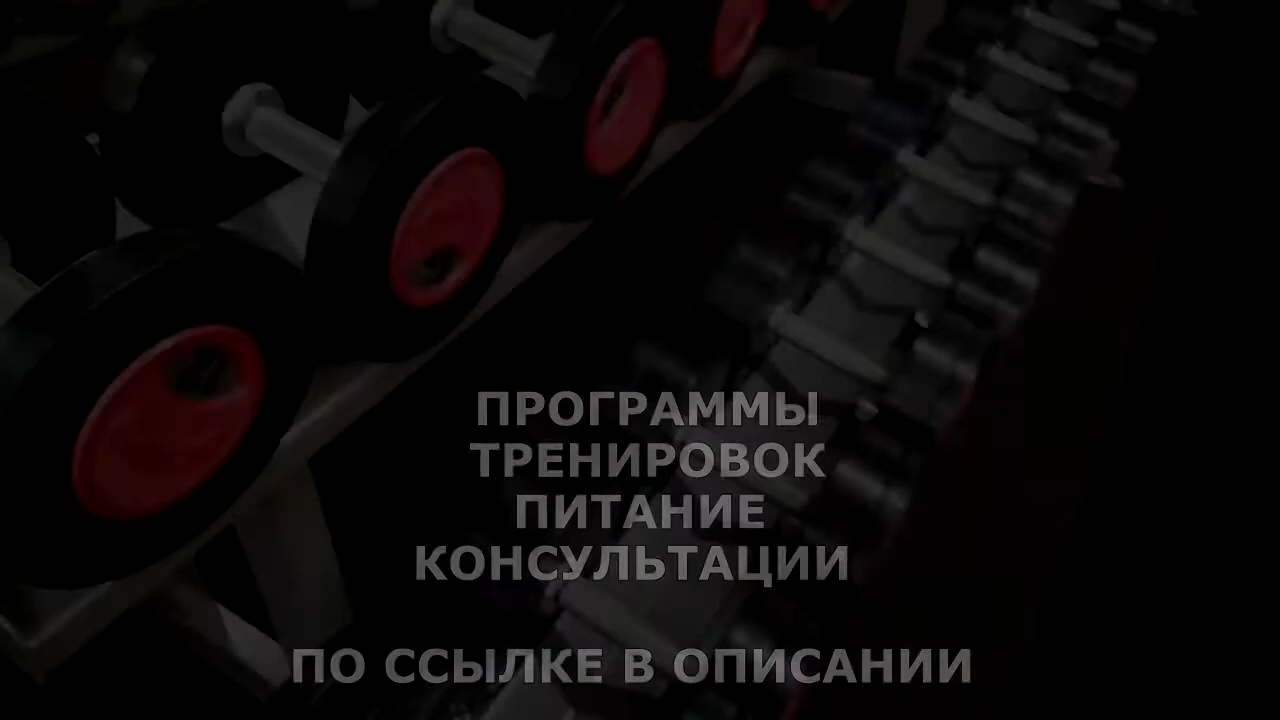 ПРОГРАММЫ
ТРЕНИРОВОК
ПИТАНИЕ
КОНСУЛЬТАЦИИ
ПО ССЫЛКЕ В ОПИСАНИИ